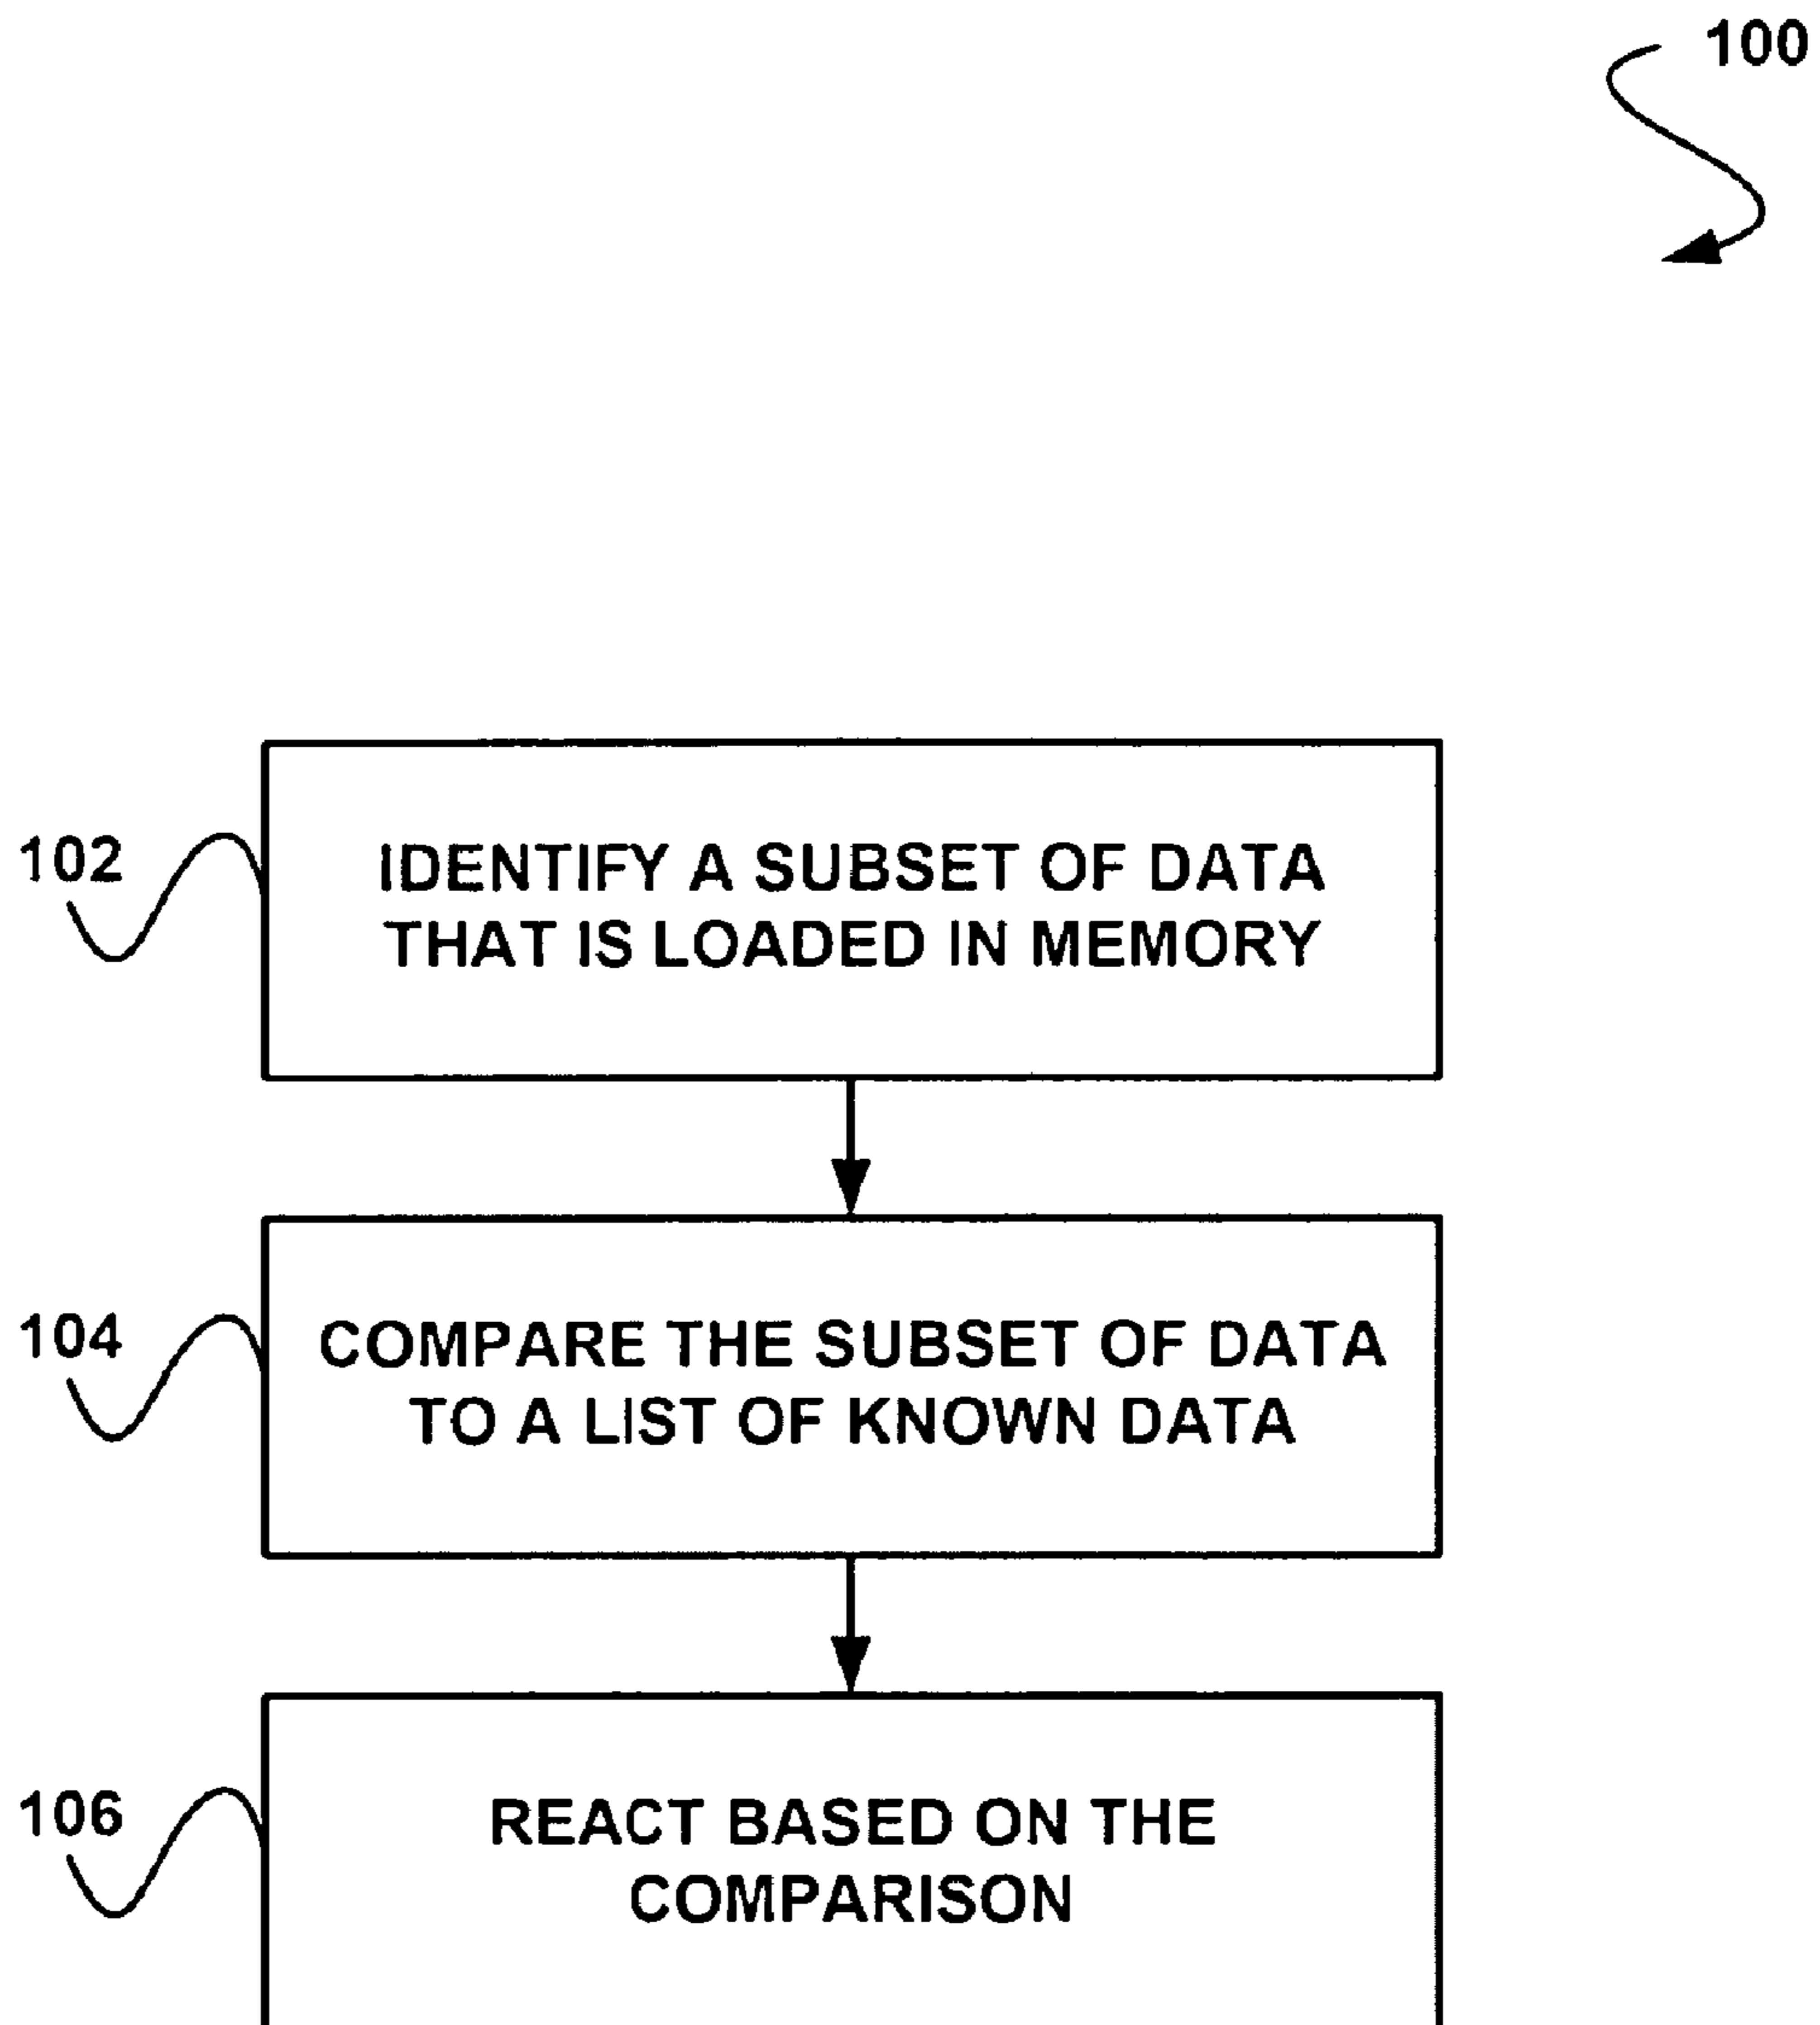 100
102
IDENTIFY A SUBSET OF DATA
THAT IS LOADED IN MEMORY
104
COMPARE THE SUBSET OF DATA
TO A LIST OF KNOWN DATA
106
REACT BASED ON THE
COMPARISON